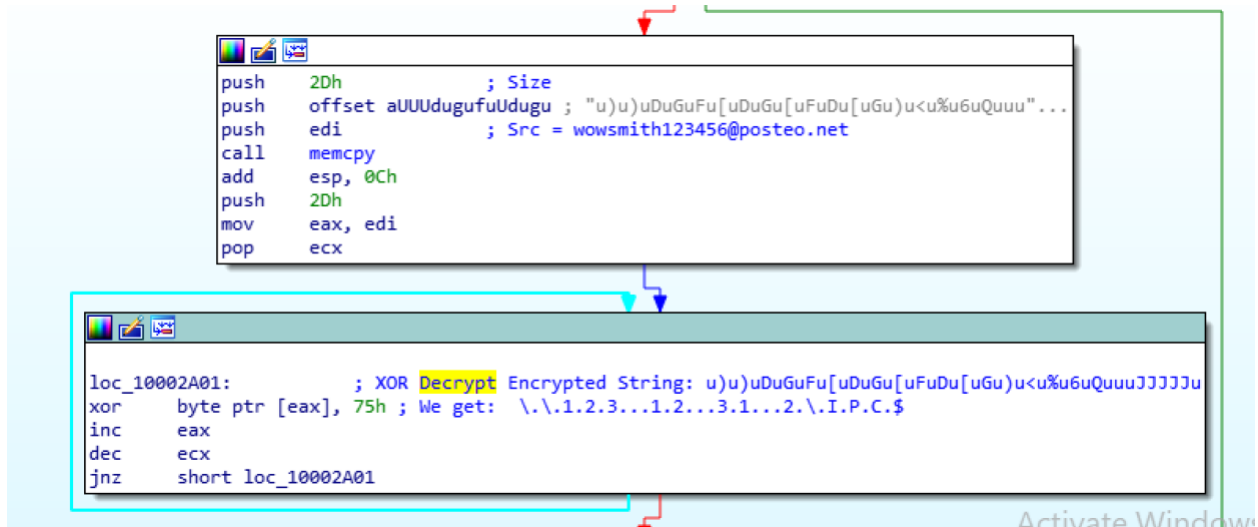 push 2Dh ; Size
push offset aUUUdugufuUdugu ; "u)u)uDuGuFu[uDuGu[uFuDu[uGu)u<u%u6uQuuu"...
push edi ; Src = wowsmith123456@posteo.net
call memcpy
add esp, 0Ch
push 2Dh
mov eax, edi
pop ecx
loc_10002A01: ; XOR Decrypt Encrypted String: u)u)uDuGuFu[uDuGu[uFuDu[uGu)u<u%u6uQuuuJJJJJu
xor byte ptr [eax], 75h ; We get: \.\.1.2.3...1.2...3.1...2.\.I.P.C.$
inc eax
dec ecx
jnz short loc_10002A01
Activate Windows